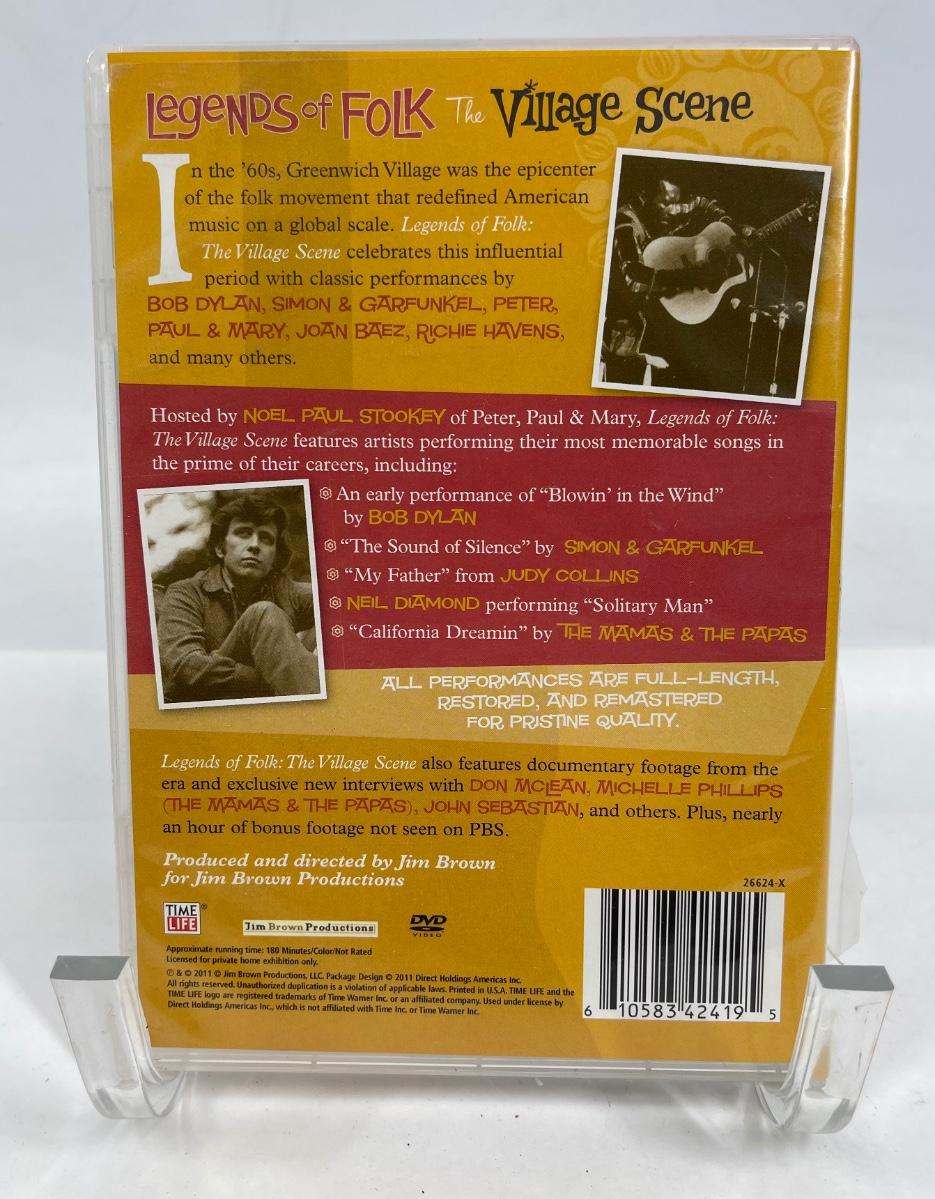 Legends of FOLK The Village Scene
In the ’60s, Greenwich Village was the epicenter
of the folk movement that redefined American
music on a global scale. Legends of Folk:
The Village Scene celebrates this influential
period with classic performances by
BOB DYLAN, SIMON & GARFUNKEL, PETER,
PAUL & MARY, JOAN BAEZ, RICHIE HAVENS,
and many others.
Hosted by NOEL PAUL STOOKEY of Peter, Paul & Mary, Legends of Folk:
The Village Scene features artists performing their most memorable songs in
the prime of their careers, including:
An early performance of “Blowin’ in the Wind”
by BOB DYLAN
“The Sound of Silence” by SIMON & GARFUNKEL
“My Father” from JUDY COLLINS
NEIL DIAMOND performing “Solitary Man”
“California Dreamin” by THE MAMAS & THE PAPAS
ALL PERFORMANCES ARE FULL-LENGTH,
RESTORED, AND REMASTERED
FOR PRISTINE QUALITY.
Legends of Folk: The Village Scene also features documentary footage from the
era and exclusive new interviews with DON MCLEAN, MICHELLE PHILLIPS
(THE MAMAS & THE PAPAS), JOHN SEBASTIAN, and others. Plus, nearly
an hour of bonus footage not seen on PBS.
Produced and directed by Jim Brown
for Jim Brown Productions
26624-X
TIME LIFE® Jim Brown Productions DVD VIDEO
Approximate running time: 180 Minutes/Color/Not Rated
Licensed for private home exhibition only.
℗ & © 2011 © Jim Brown Productions, LLC. Package Design © 2011 Direct Holdings Americas Inc.
All rights reserved. Unauthorized duplication is a violation of applicable laws. Printed in U.S.A. TIME LIFE and the
TIME LIFE logo are registered trademarks of Time Warner Inc. or an affiliated company. Used under license by
Direct Holdings Americas Inc., which is not affiliated with Time Inc. or Time Warner Inc.
6 10583 42419 5